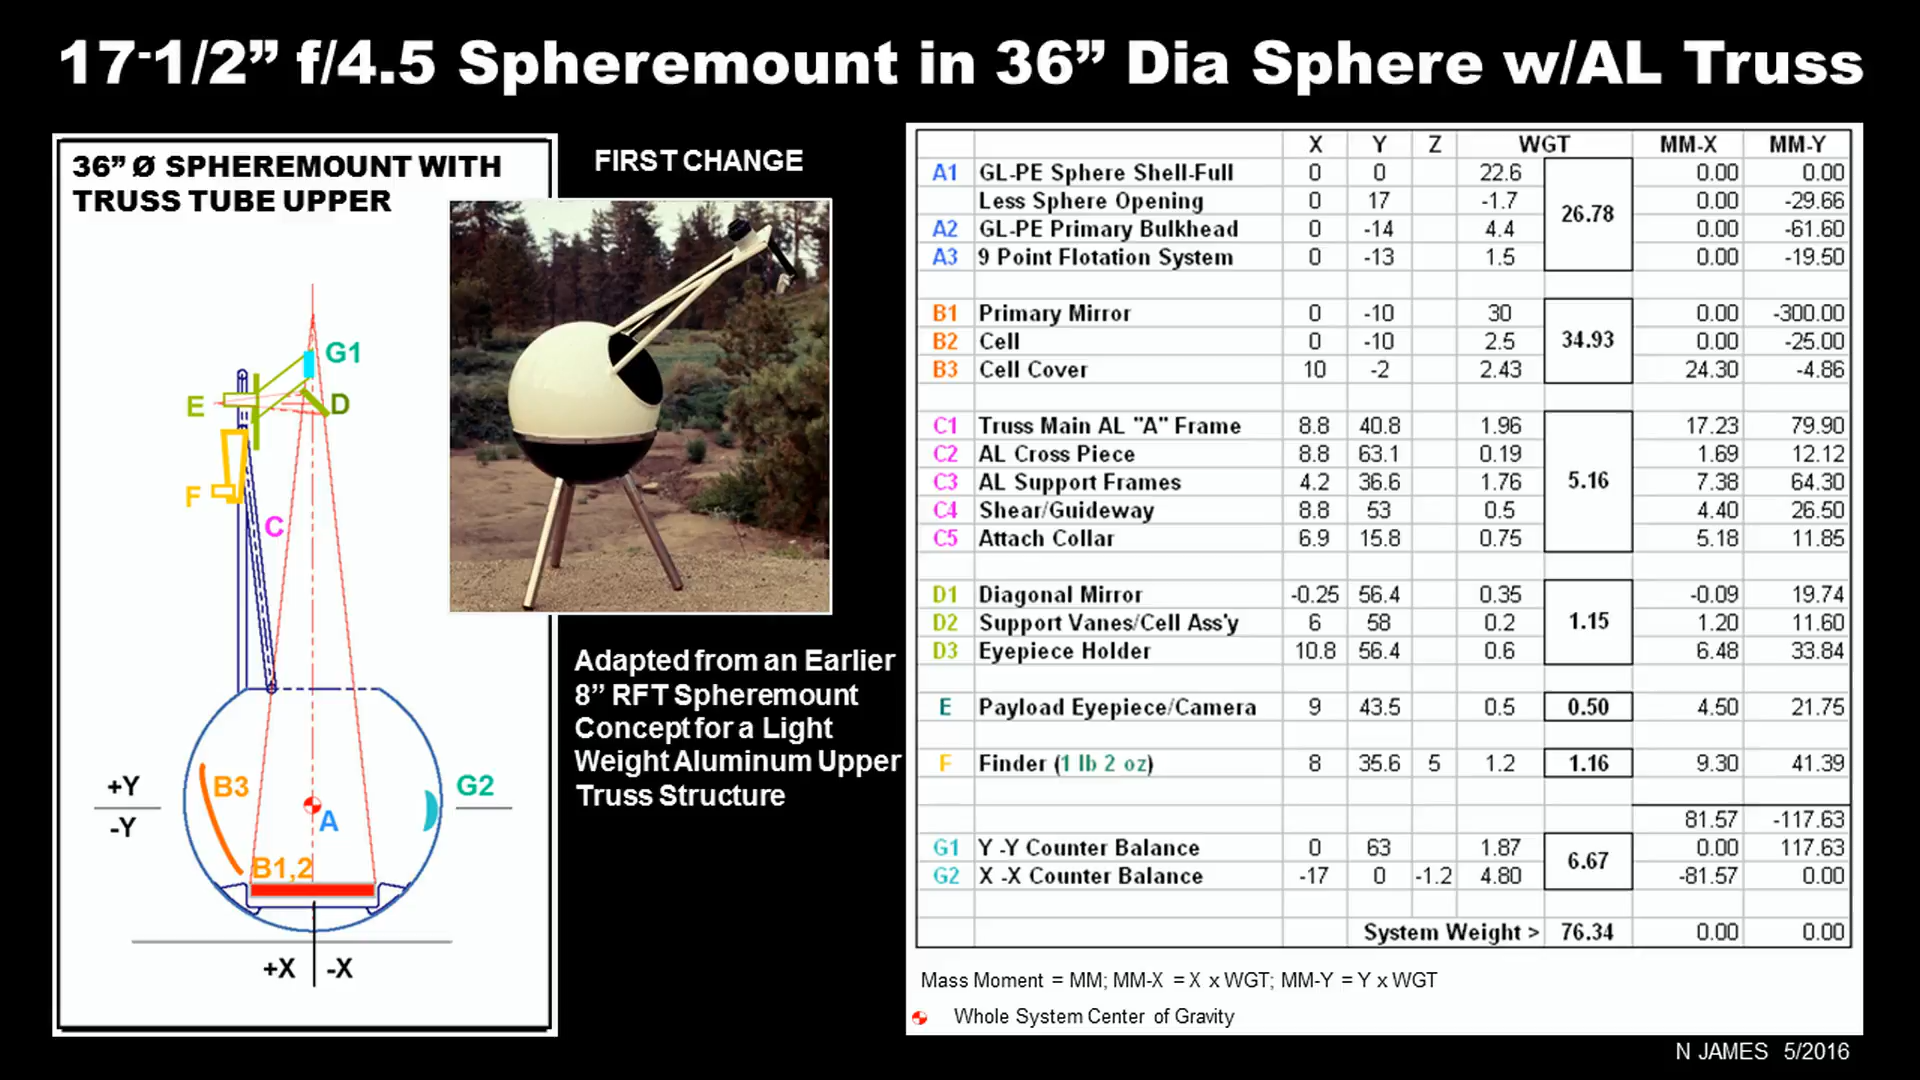 17-1/2” f/4.5 Spheremount in 36” Dia Sphere w/AL Truss
36” Ø SPHEREMOUNT WITH
TRUSS TUBE UPPER
G1
E
D
F
C
B3
G2
+Y
-Y
A
B1,2
+X
-X
FIRST CHANGE
Adapted from an Earlier
8” RFT Spheremount
Concept for a Light
Weight Aluminum Upper
Truss Structure
X Y Z WGT MM-X MM-Y
A1 GL-PE Sphere Shell-Full 0 0 22.6 0.00 0.00
Less Sphere Opening 0 17 -1.7 26.78 0.00 -29.66
A2 GL-PE Primary Bulkhead 0 -14 4.4 0.00 -61.60
A3 9 Point Flotation System 0 -13 1.5 0.00 -19.50
B1 Primary Mirror 0 -10 30 0.00 -300.00
B2 Cell 0 -10 2.5 34.93 0.00 -25.00
B3 Cell Cover 10 -2 2.43 24.30 -4.86
C1 Truss Main AL "A" Frame 8.8 40.8 1.96 17.23 79.90
C2 AL Cross Piece 8.8 63.1 0.19 1.69 12.12
C3 AL Support Frames 4.2 36.6 1.76 5.16 7.38 64.30
C4 Shear/Guideway 8.8 53 0.5 4.40 26.50
C5 Attach Collar 6.9 15.8 0.75 5.18 11.85
D1 Diagonal Mirror -0.25 56.4 0.35 -0.09 19.74
D2 Support Vanes/Cell Ass'y 6 58 0.2 1.15 1.20 11.60
D3 Eyepiece Holder 10.8 56.4 0.6 6.48 33.84
E Payload Eyepiece/Camera 9 43.5 0.5 0.50 4.50 21.75
F Finder (1 lb 2 oz) 8 35.6 5 1.2 1.16 9.30 41.39
81.57 -117.63
G1 Y -Y Counter Balance 0 63 1.87 6.67 0.00 117.63
G2 X -X Counter Balance -17 0 -1.2 4.80 -81.57 0.00
System Weight > 76.34 0.00 0.00
Mass Moment = MM; MM-X = X x WGT; MM-Y = Y x WGT
Whole System Center of Gravity
N JAMES 5/2016